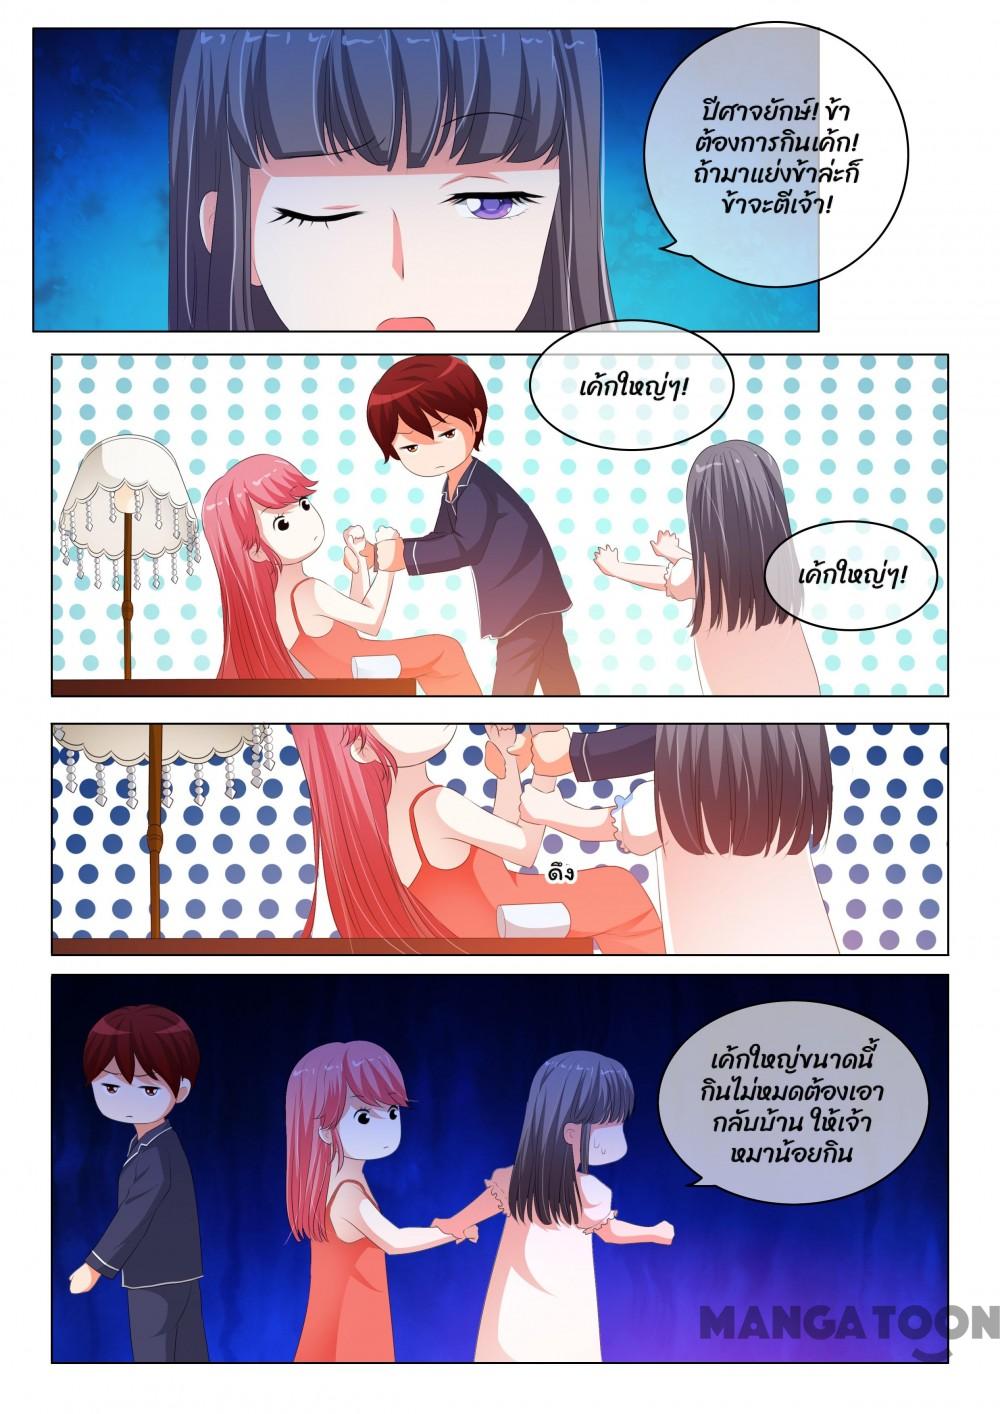 ปีศาจยักษ์! ข้า
ต้องการกินเค้ก!
ถ้ามาแย่งข้าล่ะก็
ข้าจะตีเจ้า!
เค้กใหญ่ๆ!
เค้กใหญ่ๆ!
ดึง
เค้กใหญ่ขนาดนี้
กินไม่หมดต้องเอา
กลับบ้าน ให้เจ้า
หมาน้อยกิน
MANGATOON